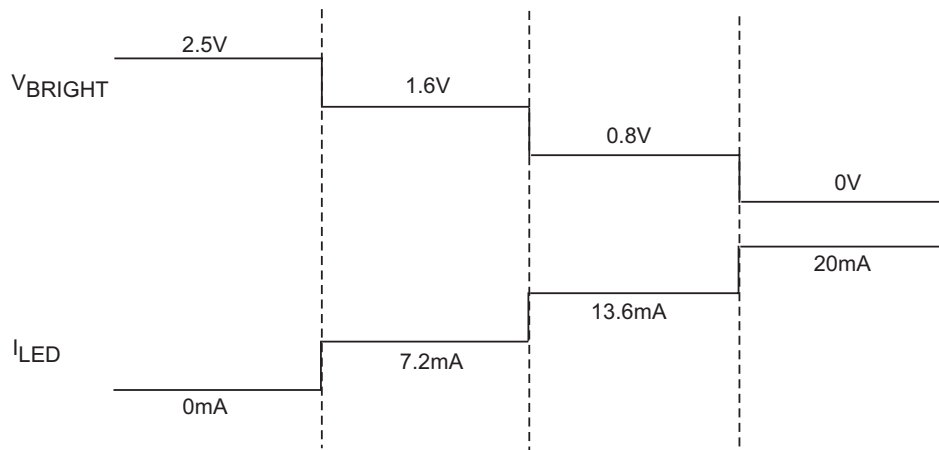 2.5V
VBRIGHT
1.6V
0.8V
0V
20mA
13.6mA
ILED
7.2mA
0mA